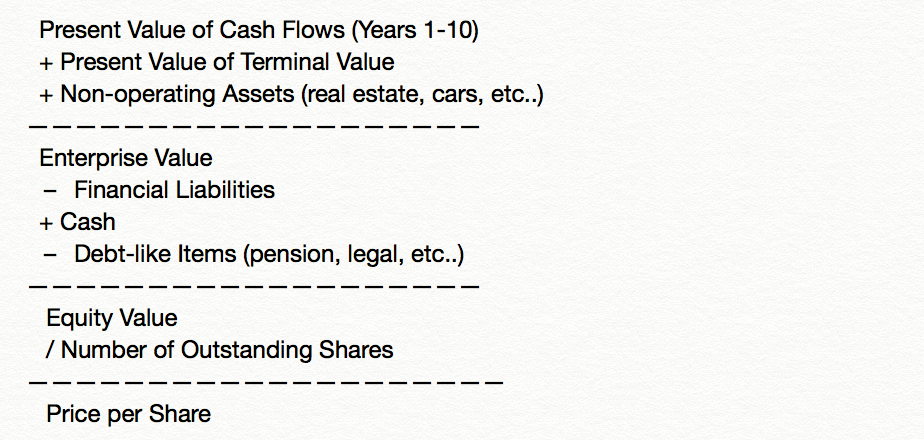 Present Value of Cash Flows (Years 1-10)
+ Present Value of Terminal Value
+ Non-operating Assets (real estate, cars, etc..)
— — — — — — — — — — — — — — — — — — —
Enterprise Value
– Financial Liabilities
+ Cash
– Debt-like Items (pension, legal, etc..)
— — — — — — — — — — — — — — — — — — —
Equity Value
/ Number of Outstanding Shares
— — — — — — — — — — — — — — — — — — — —
Price per Share